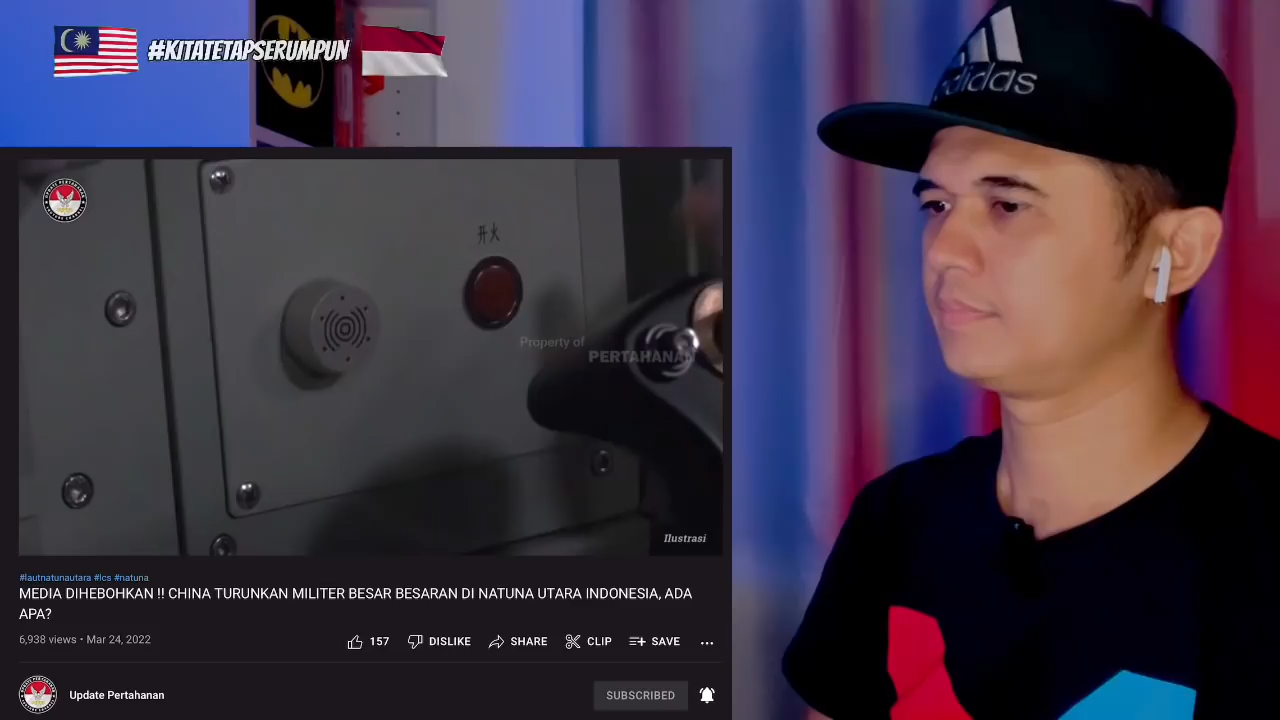 #KITATETAPSERUMPUN
adidas
开火
Property of
PERTAHANAN
Ilustrasi
#lautnatunautara #lcs #natuna
MEDIA DIHEBOHKAN !! CHINA TURUNKAN MILITER BESAR BESARAN DI NATUNA UTARA INDONESIA, ADA
APA?
6,938 views • Mar 24, 2022
157 DISLIKE SHARE CLIP SAVE
Update Pertahanan
SUBSCRIBED